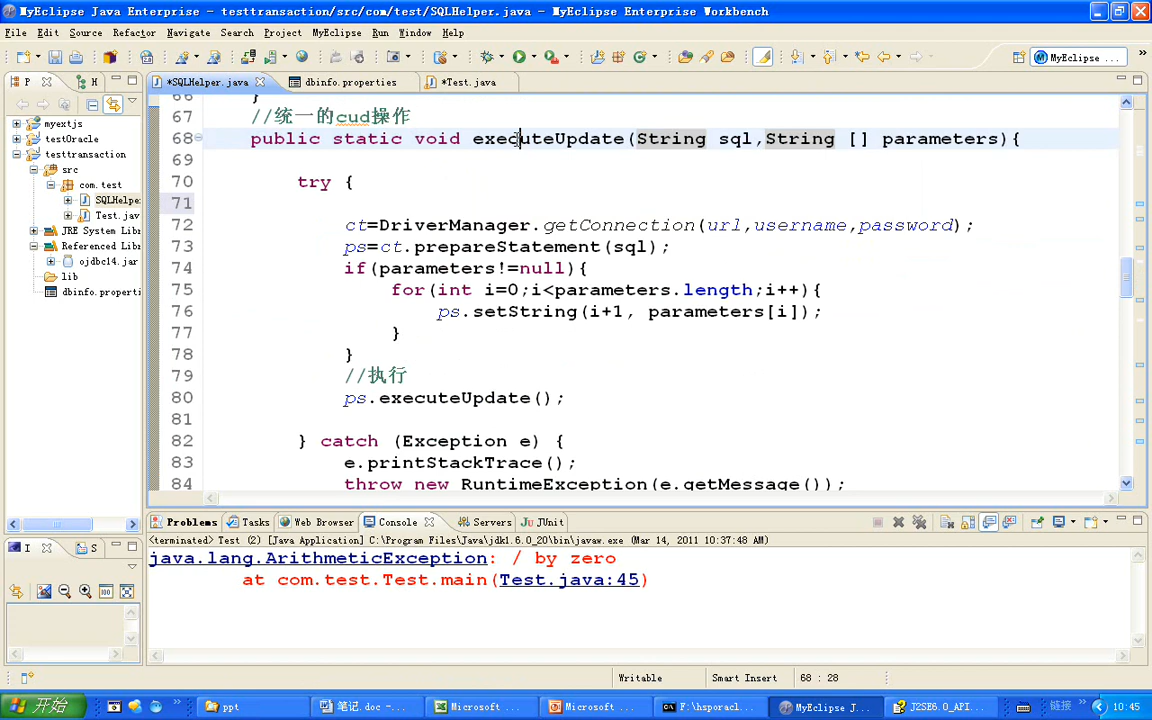 MyEclipse Java Enterprise - testtransaction/src/com/test/SQLHelper.java - MyEclipse Enterprise Workbench
File Edit Source Refactor Navigate Search Project MyEclipse Run Window Help
MyEclipse ...
P H *SQLHelper.java dbinfo.properties *Test.java
myextjs
testOracle
testtransaction
src
com.test
SQLHelpe
Test.jav
JRE System Lib
Referenced Lib
ojdbc14.jar
lib
dbinfo.properti
66 }
67 //统一的cud操作
68 public static void executeUpdate(String sql,String [] parameters){
69
70 try {
71
72 ct=DriverManager.getConnection(url,username,password);
73 ps=ct.prepareStatement(sql);
74 if(parameters!=null){
75 for(int i=0;i<parameters.length;i++){
76 ps.setString(i+1, parameters[i]);
77 }
78 }
79 //执行
80 ps.executeUpdate();
81
82 } catch (Exception e) {
83 e.printStackTrace();
84 throw new RuntimeException(e.getMessage());
I S
Problems Tasks Web Browser Console Servers JUnit
<terminated> Test (2) [Java Application] C:\Program Files\Java\jdk1.6.0_20\bin\javaw.exe (Mar 14, 2011 10:37:48 AM)
java.lang.ArithmeticException: / by zero
at com.test.Test.main(Test.java:45)
Writable Smart Insert 68 : 28
开始 ppt 笔记.doc -... Microsoft ... Microsoft ... F:\hsporacl... MyEclipse J... J2SE6.0_API... 链接 10:45